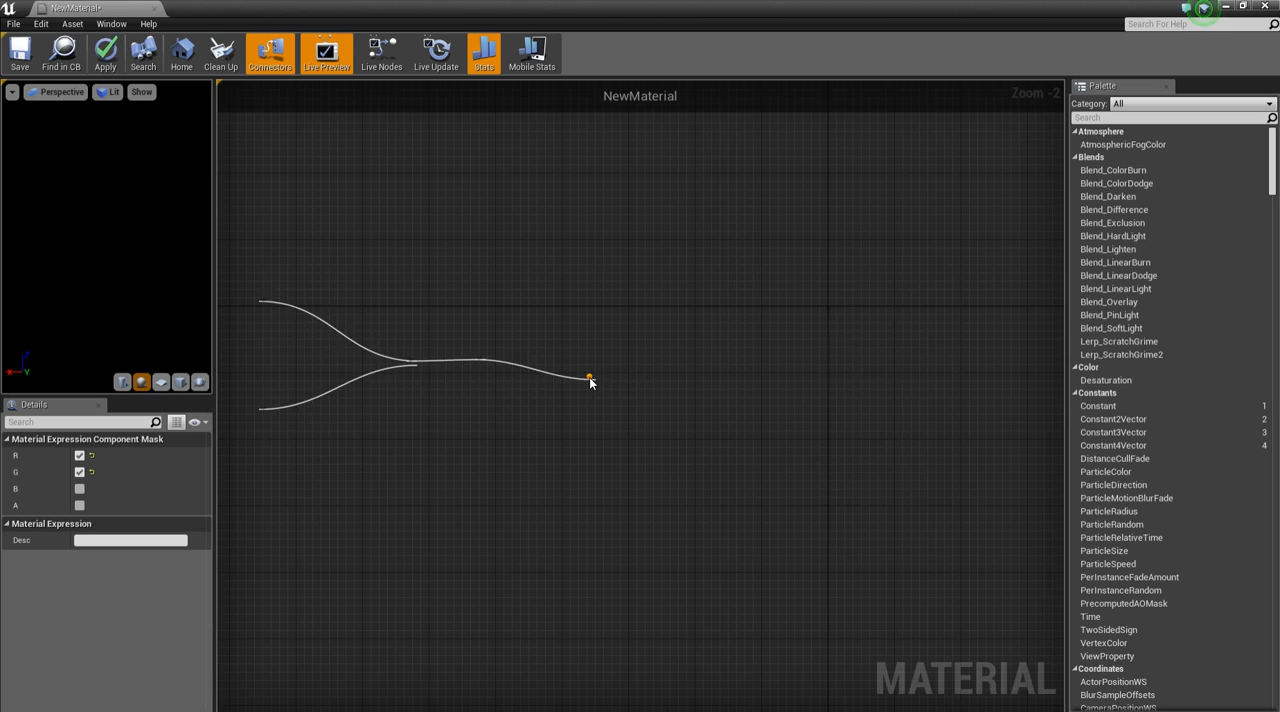 NewMaterial*
File Edit Asset Window Help
Search For Help
Save Find in CB Apply Search Home Clean Up Connectors Live Preview Live Nodes Live Update Stats Mobile Stats
Perspective Lit Show
NewMaterial
Zoom -2
Palette
Category: All
Search
Atmosphere
AtmosphericFogColor
Blends
Blend_ColorBurn
Blend_ColorDodge
Blend_Darken
Blend_Difference
Blend_Exclusion
Blend_HardLight
Blend_Lighten
Blend_LinearBurn
Blend_LinearDodge
Blend_LinearLight
Blend_Overlay
Blend_PinLight
Blend_SoftLight
Lerp_ScratchGrime
Lerp_ScratchGrime2
Color
Desaturation
Constants
Constant 1
Constant2Vector 2
Constant3Vector 3
Constant4Vector 4
DistanceCullFade
ParticleColor
ParticleDirection
ParticleMotionBlurFade
ParticleRadius
ParticleRandom
ParticleRelativeTime
ParticleSize
ParticleSpeed
PerInstanceFadeAmount
PerInstanceRandom
PrecomputedAOMask
Time
TwoSidedSign
VertexColor
ViewProperty
Coordinates
ActorPositionWS
BlurSampleOffsets
CameraPositionWS
Z
X
Y
Details
Search
Material Expression Component Mask
R
G
B
A
Material Expression
Desc
MATERIAL